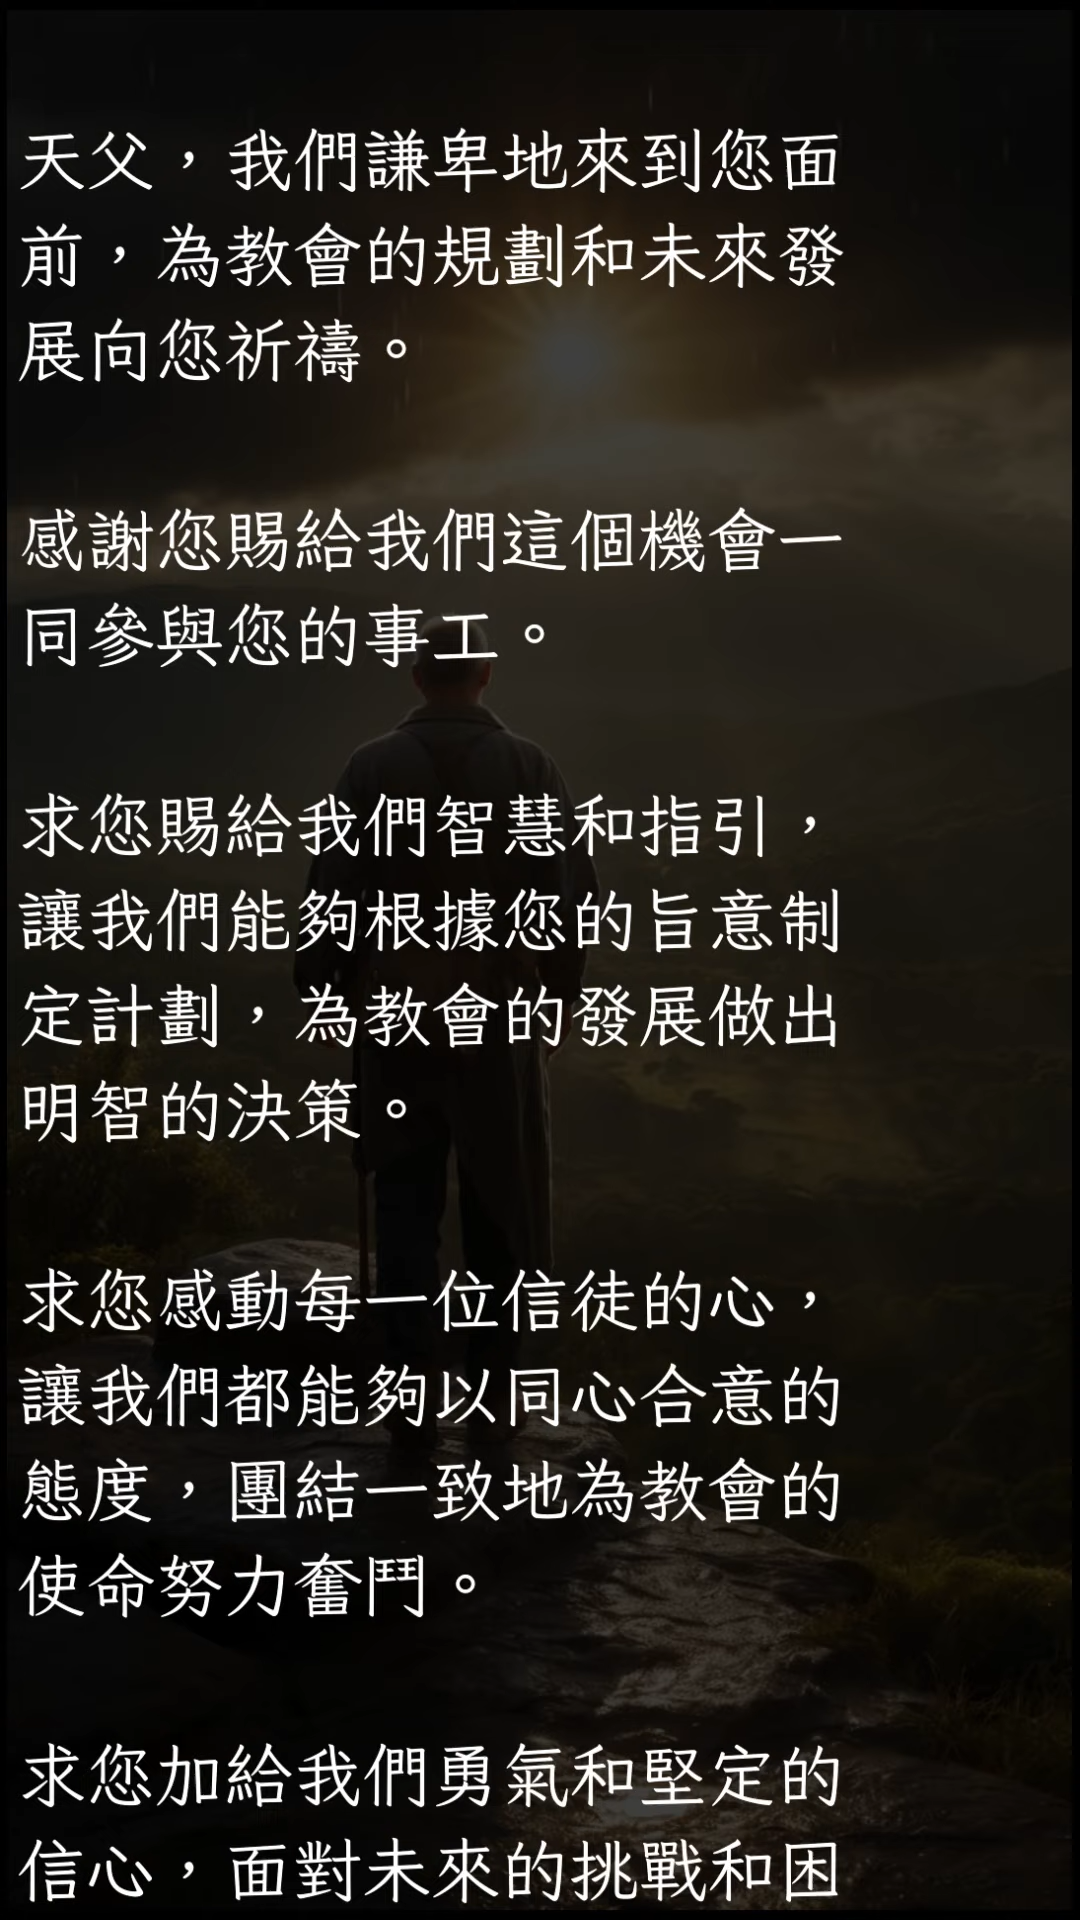 天父，我們謙卑地來到您面
前，為教會的規劃和未來發
展向您祈禱。
感謝您賜給我們這個機會一
同參與您的事工。
求您賜給我們智慧和指引，
讓我們能夠根據您的旨意制
定計劃，為教會的發展做出
明智的決策。
求您感動每一位信徒的心，
讓我們都能夠以同心合意的
態度，團結一致地為教會的
使命努力奮鬥。
求您加給我們勇氣和堅定的
信心，面對未來的挑戰和困